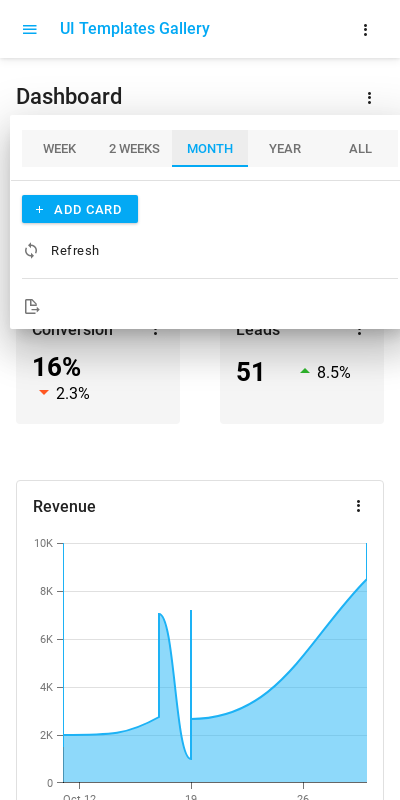 UI Templates Gallery
Dashboard
WEEK 2 WEEKS MONTH YEAR ALL
ADD CARD
Refresh
Conversion Leads
16%
51 8.5%
2.3%
Revenue
10K
8K
6K
4K
2K
0
Oct 12 19 26